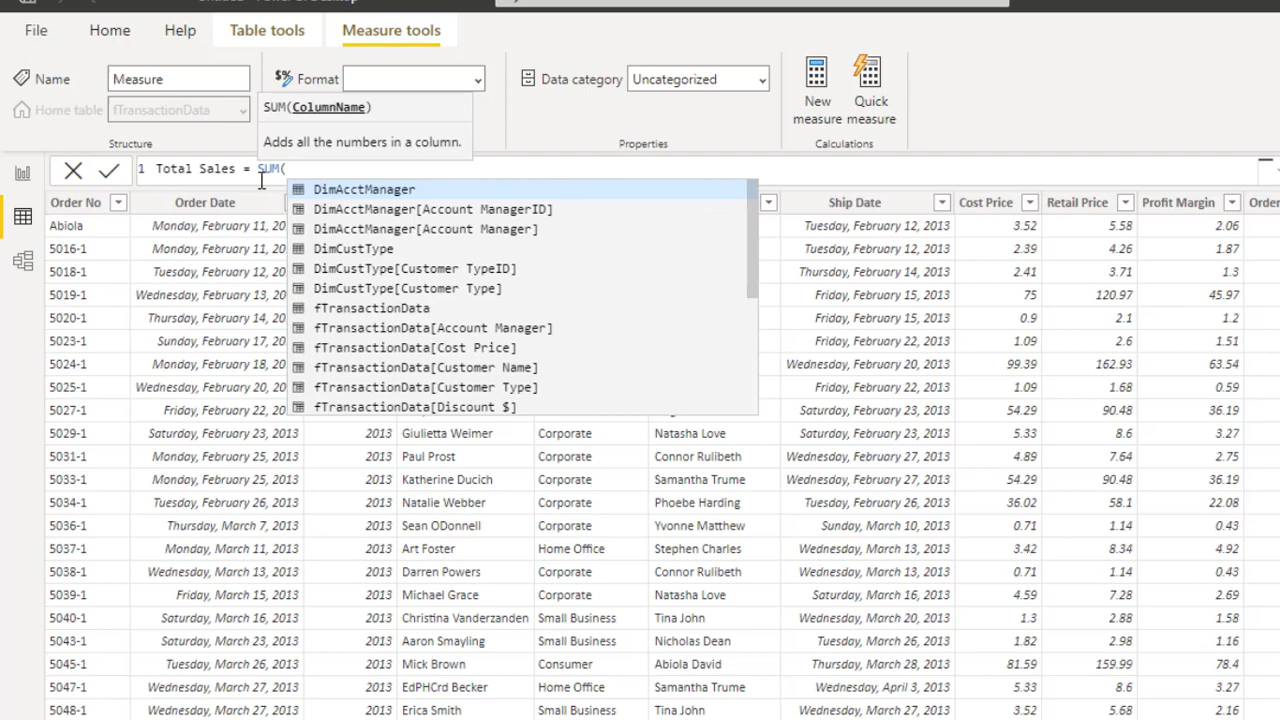 File Home Help Table tools Measure tools
Name Measure $% Format Data category Uncategorized
Home table fTransactionData
New measure
Quick measure
Structure Properties Calculations
SUM(ColumnName)
Adds all the numbers in a column.
1 Total Sales = SUM(
DimAcctManager
DimAcctManager[Account ManagerID]
DimAcctManager[Account Manager]
DimCustType
DimCustType[Customer TypeID]
DimCustType[Customer Type]
fTransactionData
fTransactionData[Account Manager]
fTransactionData[Cost Price]
fTransactionData[Customer Name]
fTransactionData[Customer Type]
fTransactionData[Discount $]
Order No Order Date Ship Date Cost Price Retail Price Profit Margin Order
Abiola Monday, February 11, 20 Tuesday, February 12, 2013 3.52 5.58 2.06
5016-1 Monday, February 11, 20 Tuesday, February 12, 2013 2.39 4.26 1.87
5018-1 Tuesday, February 12, 20 Thursday, February 14, 2013 2.41 3.71 1.3
5019-1 Wednesday, February 13, 20 Friday, February 15, 2013 75 120.97 45.97
5020-1 Thursday, February 14, 20 Friday, February 15, 2013 0.9 2.1 1.2
5023-1 Sunday, February 17, 20 Friday, February 22, 2013 1.09 2.6 1.51
5024-1 Monday, February 18, 20 Wednesday, February 20, 2013 99.39 162.93 63.54
5025-1 Wednesday, February 20, 20 Friday, February 22, 2013 1.09 1.68 0.59
5027-1 Friday, February 22, 20 Saturday, February 23, 2013 54.29 90.48 36.19
5029-1 Saturday, February 23, 2013 2013 Giulietta Weimer Corporate Natasha Love Saturday, February 23, 2013 5.33 8.6 3.27
5031-1 Monday, February 25, 2013 2013 Paul Prost Corporate Connor Rulibeth Wednesday, February 27, 2013 4.89 7.64 2.75
5033-1 Monday, February 25, 2013 2013 Katherine Ducich Corporate Samantha Trume Wednesday, February 27, 2013 54.29 90.48 36.19
5034-1 Tuesday, February 26, 2013 2013 Natalie Webber Corporate Phoebe Harding Tuesday, February 26, 2013 36.02 58.1 22.08
5036-1 Thursday, March 7, 2013 2013 Sean ODonnell Corporate Yvonne Matthew Sunday, March 10, 2013 0.71 1.14 0.43
5037-1 Monday, March 11, 2013 2013 Art Foster Home Office Stephen Charles Wednesday, March 13, 2013 3.42 8.34 4.92
5038-1 Wednesday, March 13, 2013 2013 Darren Powers Corporate Connor Rulibeth Wednesday, March 13, 2013 0.71 1.14 0.43
5039-1 Friday, March 15, 2013 2013 Michael Grace Corporate Natasha Love Saturday, March 16, 2013 4.59 7.28 2.69
5040-1 Saturday, March 16, 2013 2013 Christina Vanderzanden Small Business Tina John Wednesday, March 20, 2013 1.3 2.88 1.58
5043-1 Saturday, March 23, 2013 2013 Aaron Smayling Small Business Nicholas Dean Tuesday, March 26, 2013 1.82 2.98 1.16
5045-1 Tuesday, March 26, 2013 2013 Mick Brown Consumer Abiola David Thursday, March 28, 2013 81.59 159.99 78.4
5047-1 Wednesday, March 27, 2013 2013 EdPHCrd Becker Home Office Samantha Trume Wednesday, April 3, 2013 5.33 8.6 3.27
5048-1 Wednesday, March 27, 2013 2013 Erica Smith Small Business Tina John Wednesday, March 27, 2013 3.52 5.68 2.16